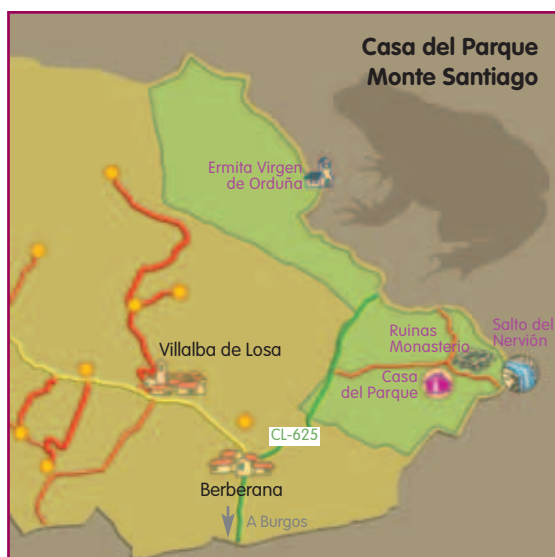 Casa del Parque
Monte Santiago
Ermita Virgen
de Orduña
Ruinas
Monasterio
Salto del
Nervión
Villalba de Losa
Casa
del Parque
CL-625
Berberana
A Burgos